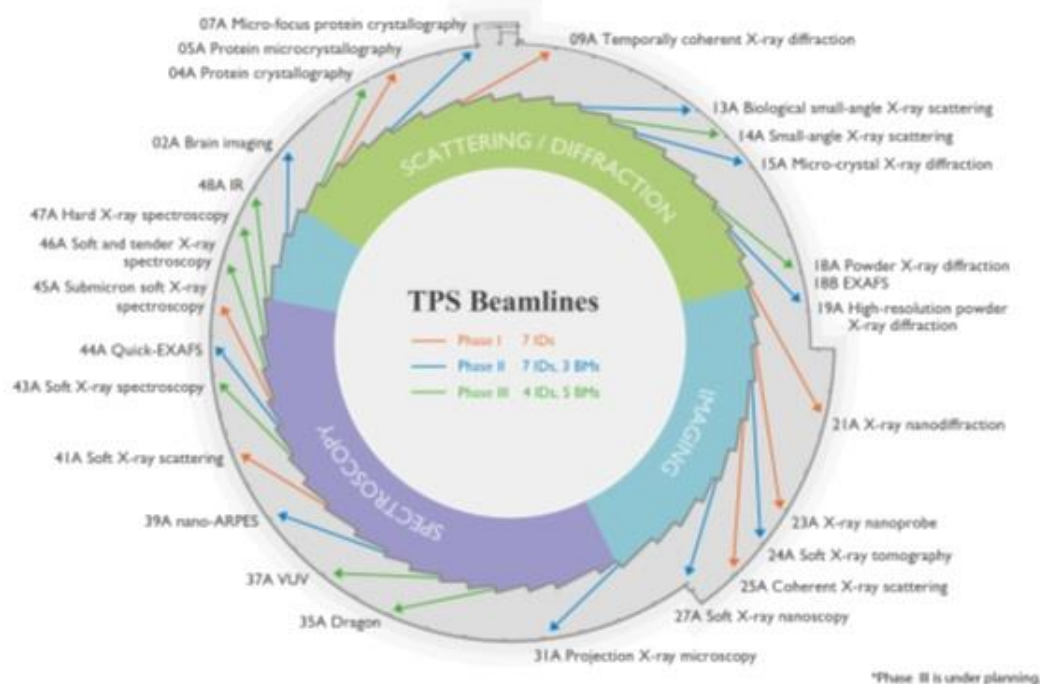 07A Micro-focus protein crystallography
05A Protein microcrystallography
04A Protein crystallography
02A Brain imaging
48A IR
47A Hard X-ray spectroscopy
46A Soft and tender X-ray
spectroscopy
45A Submicron soft X-ray
spectroscopy
44A Quick-EXAFS
43A Soft X-ray spectroscopy
41A Soft X-ray scattering
39A nano-ARPES
37A VUV
35A Dragon
09A Temporally coherent X-ray diffraction
13A Biological small-angle X-ray scattering
14A Small-angle X-ray scattering
15A Micro-crystal X-ray diffraction
18A Powder X-ray diffraction
18B EXAFS
19A High-resolution powder
X-ray diffraction
21A X-ray nanodiffraction
23A X-ray nanoprobe
24A Soft X-ray tomography
25A Coherent X-ray scattering
27A Soft X-ray nanoscopy
31A Projection X-ray microscopy
SCATTERING / DIFFRACTION
IMAGING
SPECTROSCOPY
TPS Beamlines
Phase I 7 IDs
Phase II 7 IDs, 3 BMs
Phase III 4 IDs, 5 BMs
*Phase III is under planning.